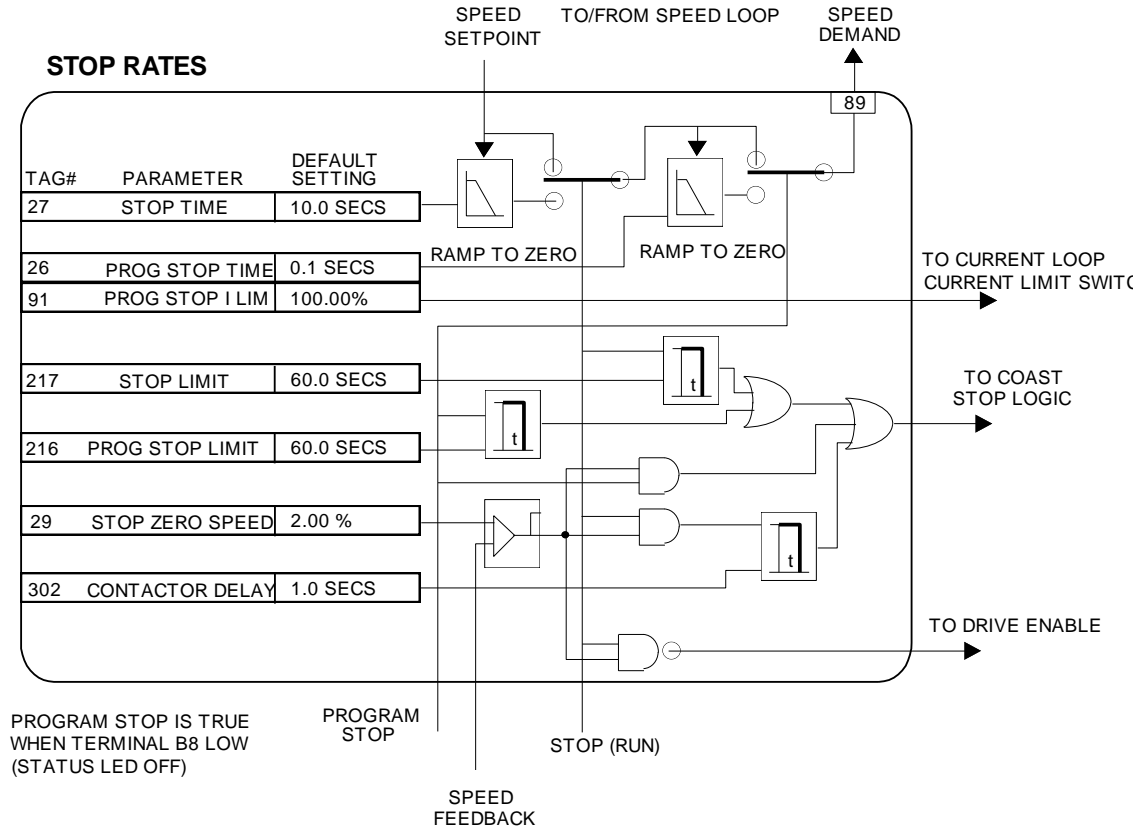 SPEED
SETPOINT
TO/FROM SPEED LOOP
SPEED
DEMAND
STOP RATES
89
TAG# PARAMETER DEFAULT
SETTING
27 STOP TIME 10.0 SECS
RAMP TO ZERO
RAMP TO ZERO
26 PROG STOP TIME 0.1 SECS
TO CURRENT LOOP
CURRENT LIMIT SWITC
91 PROG STOP I LIM 100.00%
217 STOP LIMIT 60.0 SECS
t
TO COAST
STOP LOGIC
216 PROG STOP LIMIT 60.0 SECS
t
29 STOP ZERO SPEED 2.00 %
t
302 CONTACTOR DELAY 1.0 SECS
TO DRIVE ENABLE
PROGRAM STOP IS TRUE
WHEN TERMINAL B8 LOW
(STATUS LED OFF)
PROGRAM
STOP
STOP (RUN)
SPEED
FEEDBACK